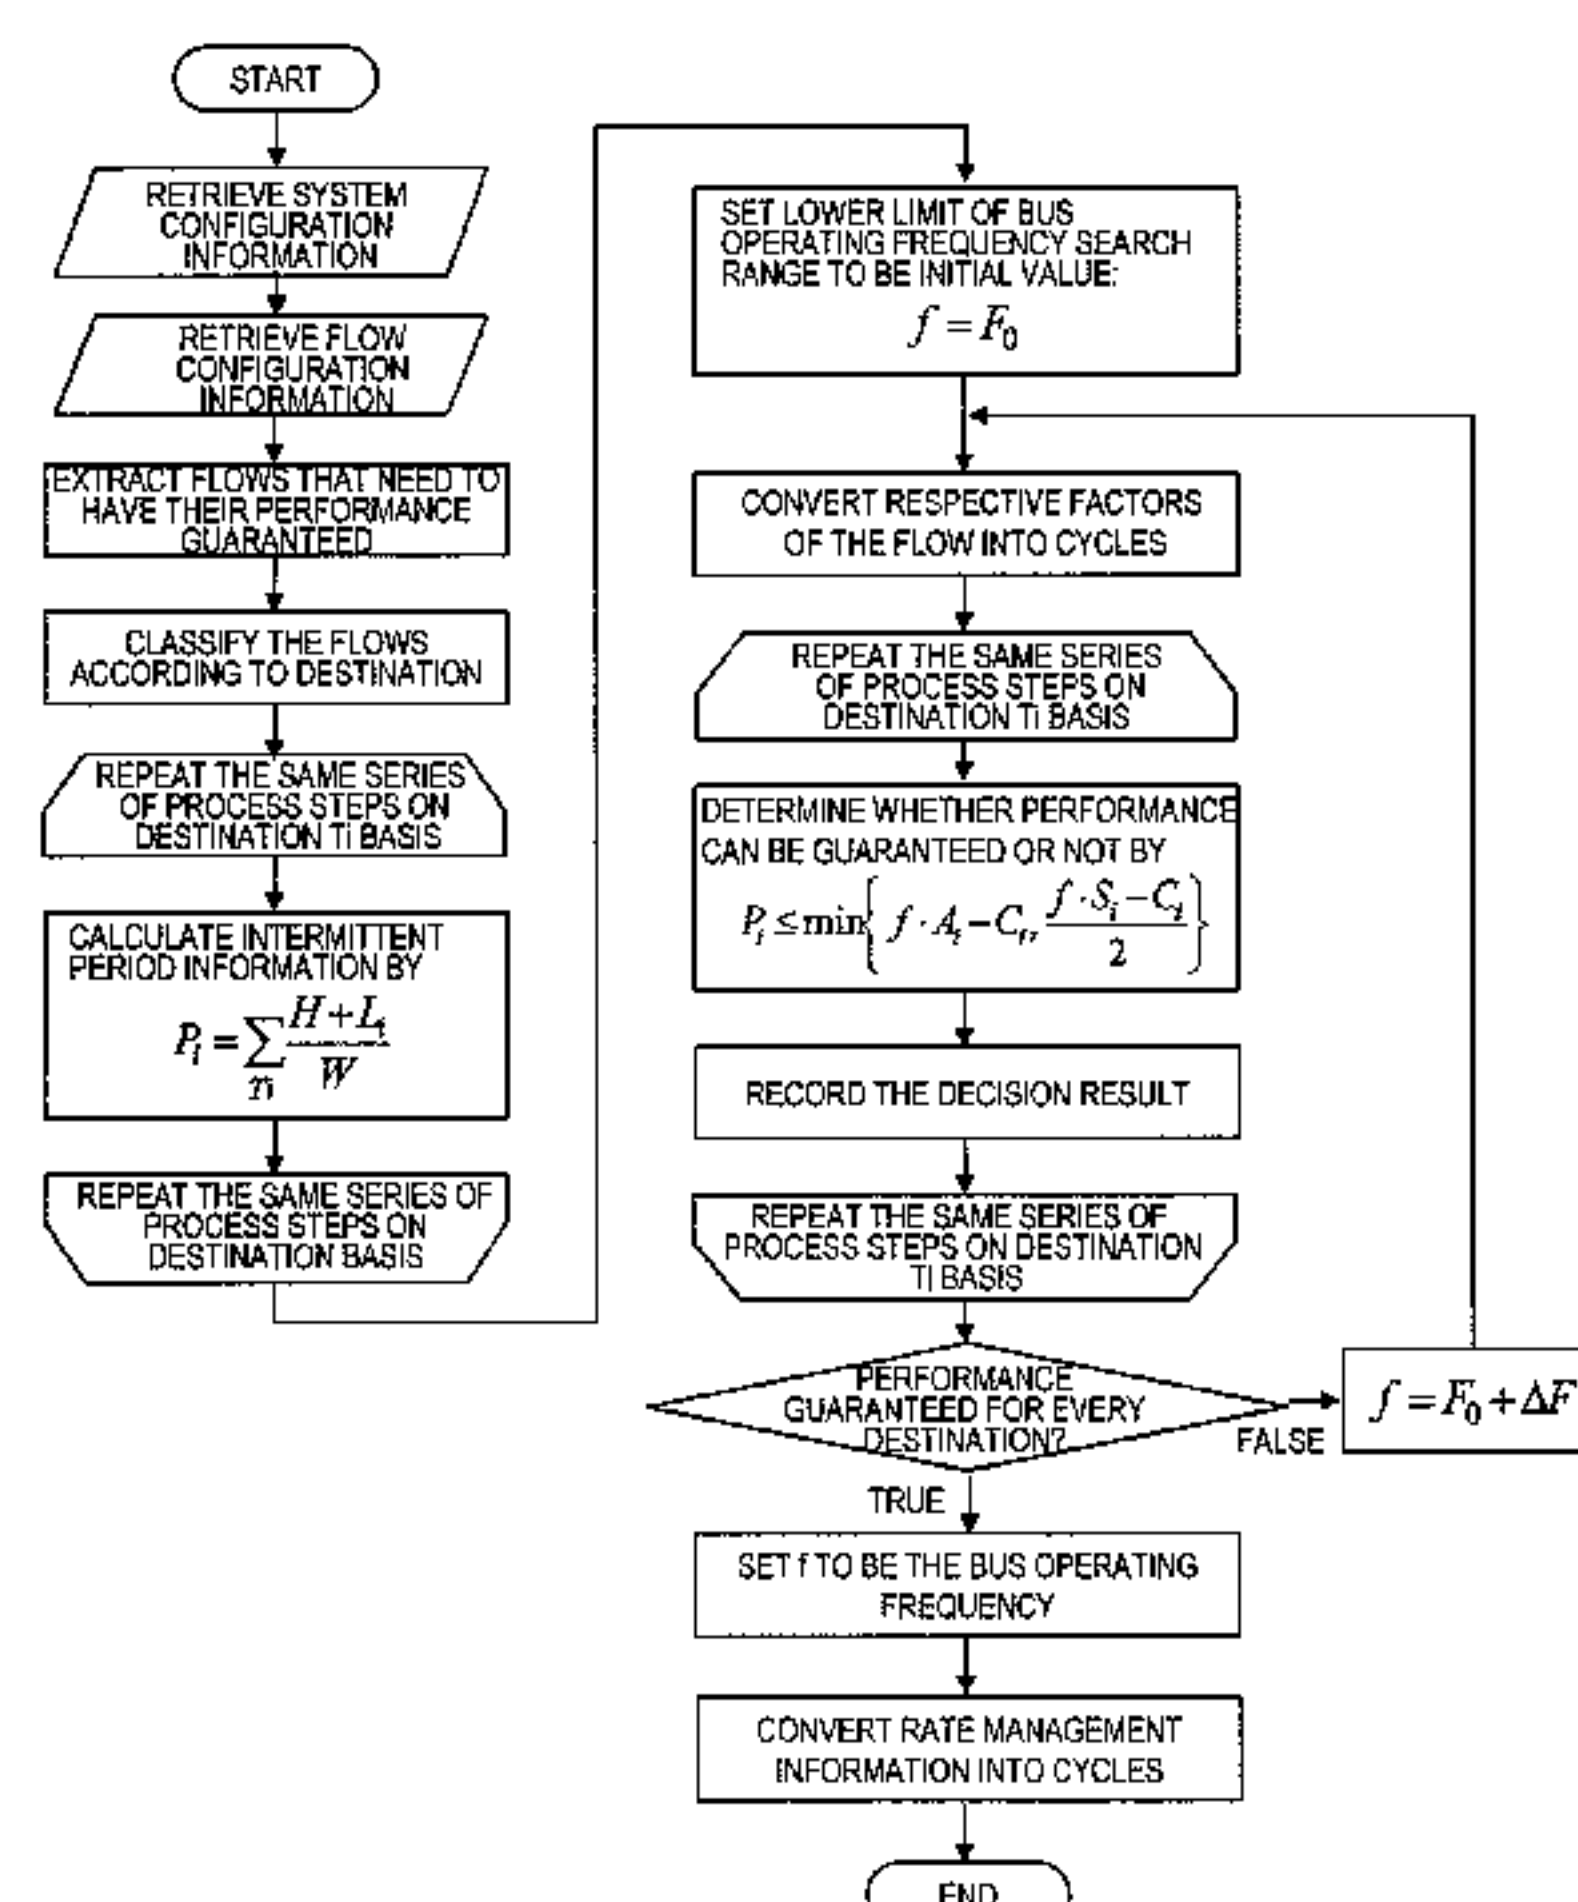 START
RETRIEVE SYSTEM
CONFIGURATION
INFORMATION
RETRIEVE FLOW
CONFIGURATION
INFORMATION
EXTRACT FLOWS THAT NEED TO
HAVE THEIR PERFORMANCE
GUARANTEED
CLASSIFY THE FLOWS
ACCORDING TO DESTINATION
REPEAT THE SAME SERIES
OF PROCESS STEPS ON
DESTINATION Ti BASIS
CALCULATE INTERMITTENT
PERIOD INFORMATION BY
P_i = \sum_{Ti} \frac{H+L_i}{W}
REPEAT THE SAME SERIES OF
PROCESS STEPS ON
DESTINATION BASIS
SET LOWER LIMIT OF BUS
OPERATING FREQUENCY SEARCH
RANGE TO BE INITIAL VALUE:
f = F_0
CONVERT RESPECTIVE FACTORS
OF THE FLOW INTO CYCLES
REPEAT THE SAME SERIES
OF PROCESS STEPS ON
DESTINATION Ti BASIS
DETERMINE WHETHER PERFORMANCE
CAN BE GUARANTEED OR NOT BY
P_i ≤ min{ f · A_i − C_i, \frac{f · S_i − C_i}{2} }
RECORD THE DECISION RESULT
REPEAT THE SAME SERIES OF
PROCESS STEPS ON DESTINATION
Ti BASIS
PERFORMANCE
GUARANTEED FOR EVERY
DESTINATION?
FALSE
f = F_0 + ΔF
TRUE
SET f TO BE THE BUS OPERATING
FREQUENCY
CONVERT RATE MANAGEMENT
INFORMATION INTO CYCLES
END